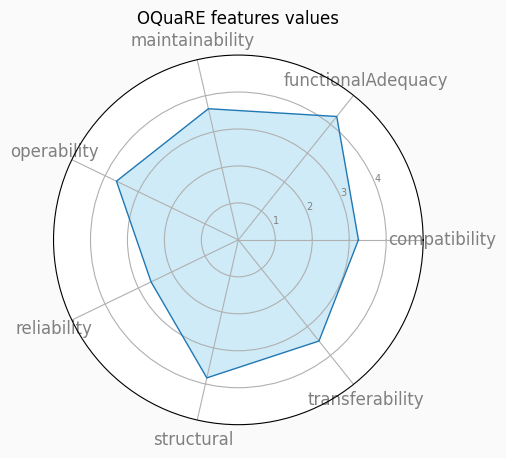 OQuaRE features values
maintainability
functionalAdequacy
operability
4
3
2
1
compatibility
reliability
transferability
structural